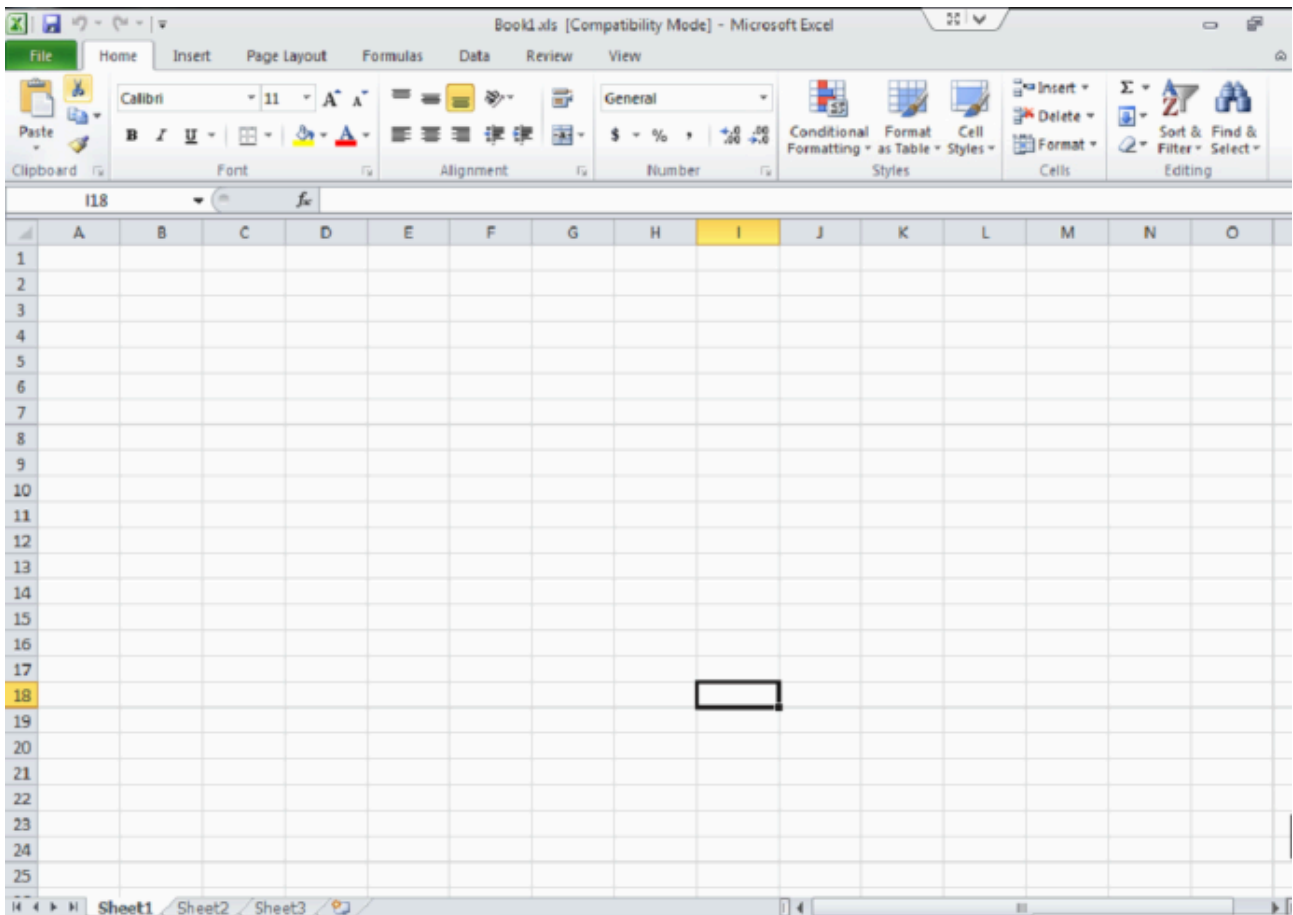 Book1.xls [Compatibility Mode] - Microsoft Excel
File Home Insert Page Layout Formulas Data Review View
Calibri 11 A A General Insert Σ
Paste Delete
B I U A $ % , Conditional Format Cell Format Sort & Find &
Formatting as Table Styles Filter Select
Clipboard Font Alignment Number Styles Cells Editing
I18 fx
A B C D E F G H I J K L M N O
1
2
3
4
5
6
7
8
9
10
11
12
13
14
15
16
17
18
19
20
21
22
23
24
25
Sheet1 Sheet2 Sheet3